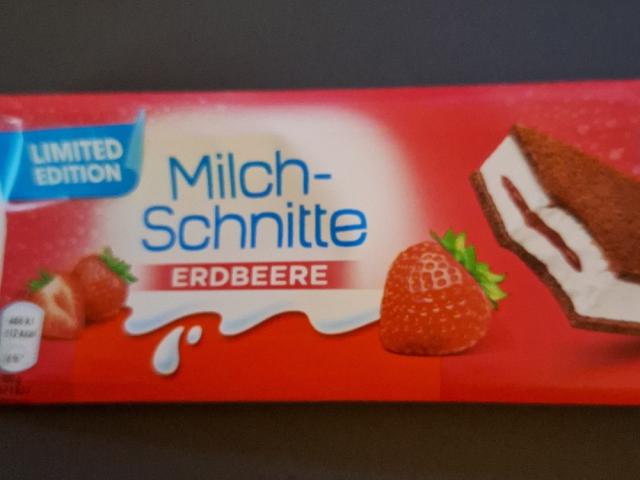 LIMITED
EDITION
Milch-
Schnitte
ERDBEERE